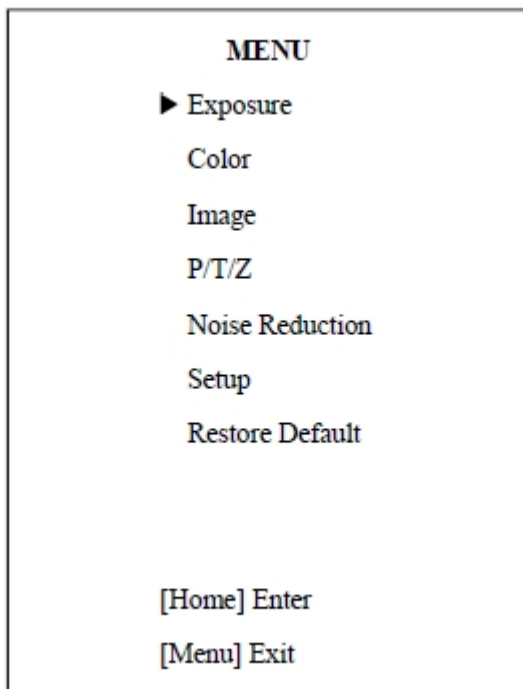 MENU
▶ Exposure
Color
Image
P/T/Z
Noise Reduction
Setup
Restore Default
[Home] Enter
[Menu] Exit